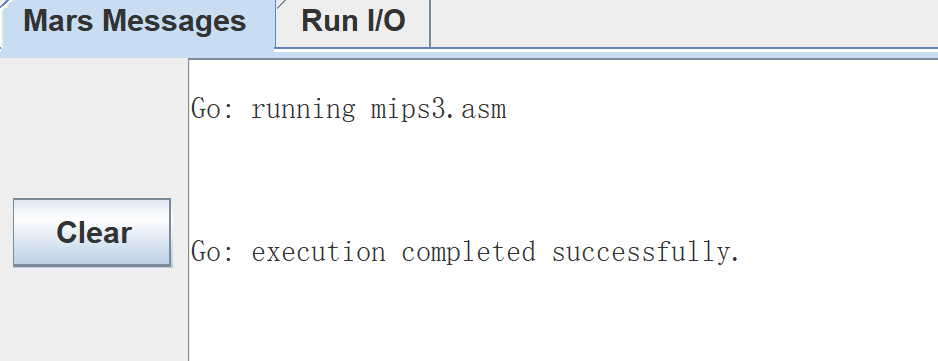 Mars Messages Run I/O
Go: running mips3.asm
Clear
Go: execution completed successfully.